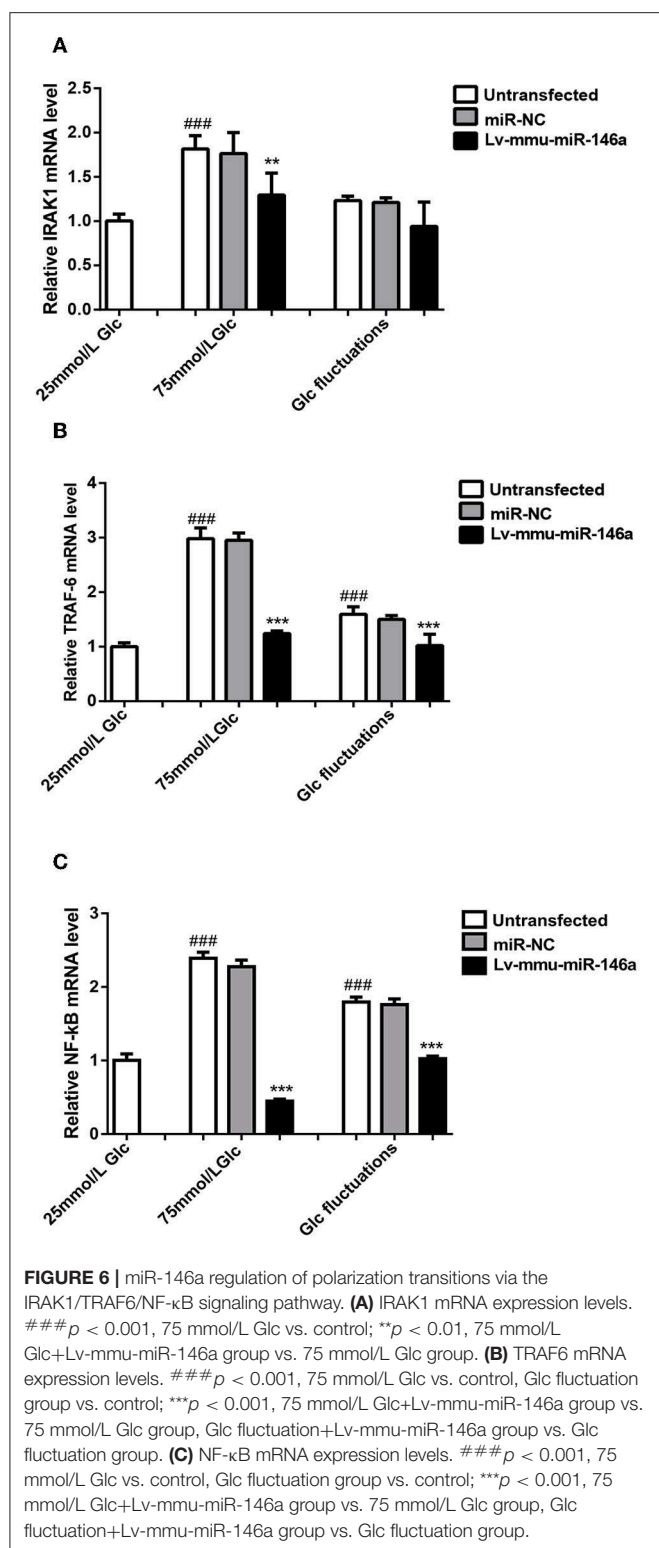 A
Relative IRAK1 mRNA level
2.5
2.0
1.5
1.0
0.5
0.0
###
**
Untransfected
miR-NC
Lv-mmu-miR-146a
25mmol/L Glc
75mmol/LGlc
Glc fluctuations
B
Relative TRAF-6 mRNA level
4
3
2
1
0
###
***
###
***
Untransfected
miR-NC
Lv-mmu-miR-146a
25mmol/L Glc
75mmol/LGlc
Glc fluctuations
C
Relative NF-kB mRNA level
3
2
1
0
###
***
###
***
Untransfected
miR-NC
Lv-mmu-miR-146a
25mmol/L Glc
75mmol/LGlc
Glc fluctuations
FIGURE 6 | miR-146a regulation of polarization transitions via the
IRAK1/TRAF6/NF-κB signaling pathway. (A) IRAK1 mRNA expression levels.
###p < 0.001, 75 mmol/L Glc vs. control; **p < 0.01, 75 mmol/L
Glc+Lv-mmu-miR-146a group vs. 75 mmol/L Glc group. (B) TRAF6 mRNA
expression levels. ###p < 0.001, 75 mmol/L Glc vs. control, Glc fluctuation
group vs. control; ***p < 0.001, 75 mmol/L Glc+Lv-mmu-miR-146a group vs.
75 mmol/L Glc group, Glc fluctuation+Lv-mmu-miR-146a group vs. Glc
fluctuation group. (C) NF-κB mRNA expression levels. ###p < 0.001, 75
mmol/L Glc vs. control, Glc fluctuation group vs. control; ***p < 0.001, 75
mmol/L Glc+Lv-mmu-miR-146a group vs. 75 mmol/L Glc group, Glc
fluctuation+Lv-mmu-miR-146a group vs. Glc fluctuation group.